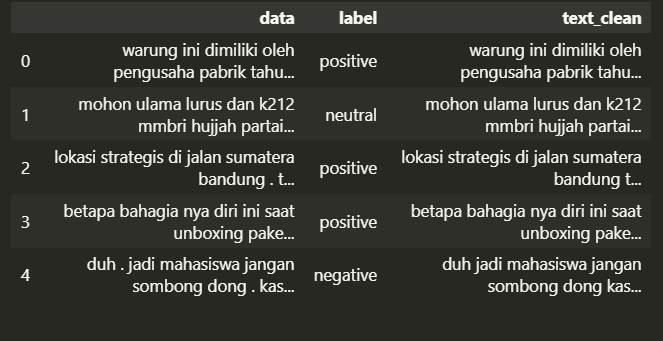 data label text_clean
warung ini dimiliki oleh warung ini dimiliki oleh
0 pengusaha pabrik tahu... positive pengusaha pabrik tahu...
mohon ulama lurus dan k212 mohon ulama lurus dan k212
1 mmbri hujjah partai... neutral mmbri hujjah partai...
lokasi strategis di jalan sumatera lokasi strategis di jalan sumatera
2 bandung . t... positive bandung t...
betapa bahagia nya diri ini saat betapa bahagia nya diri ini saat
3 unboxing pake... positive unboxing pake...
duh . jadi mahasiswa jangan duh jadi mahasiswa jangan
4 sombong dong . kas... negative sombong dong kas...